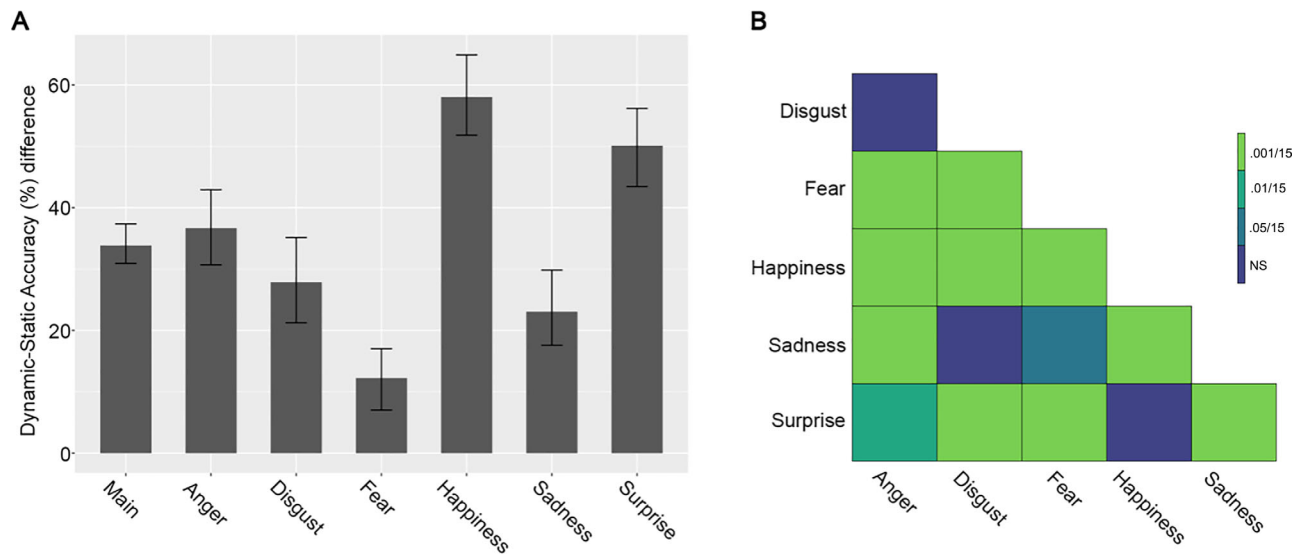 A
Dynamic-Static Accuracy (%) difference
60
40
20
0
Main
Anger
Disgust
Fear
Happiness
Sadness
Surprise
B
Disgust
Fear
Happiness
Sadness
Surprise
Anger
Disgust
Fear
Happiness
Sadness
.001/15
.01/15
.05/15
NS